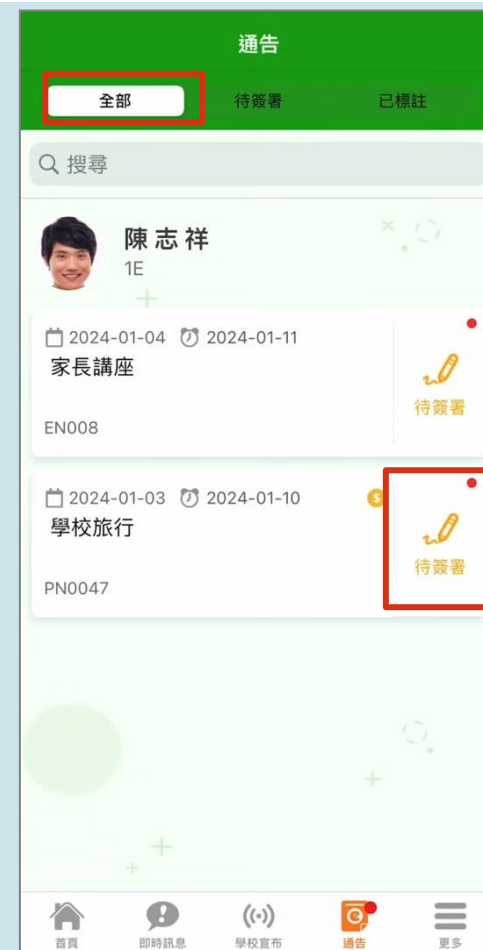 通告
全部 待簽署 已標註
搜尋
陳志祥
1E
2024-01-04 2024-01-11
家長講座
待簽署
EN008
2024-01-03 2024-01-10 $
學校旅行
待簽署
PN0047
首頁 即時訊息 學校宣布 通告 更多